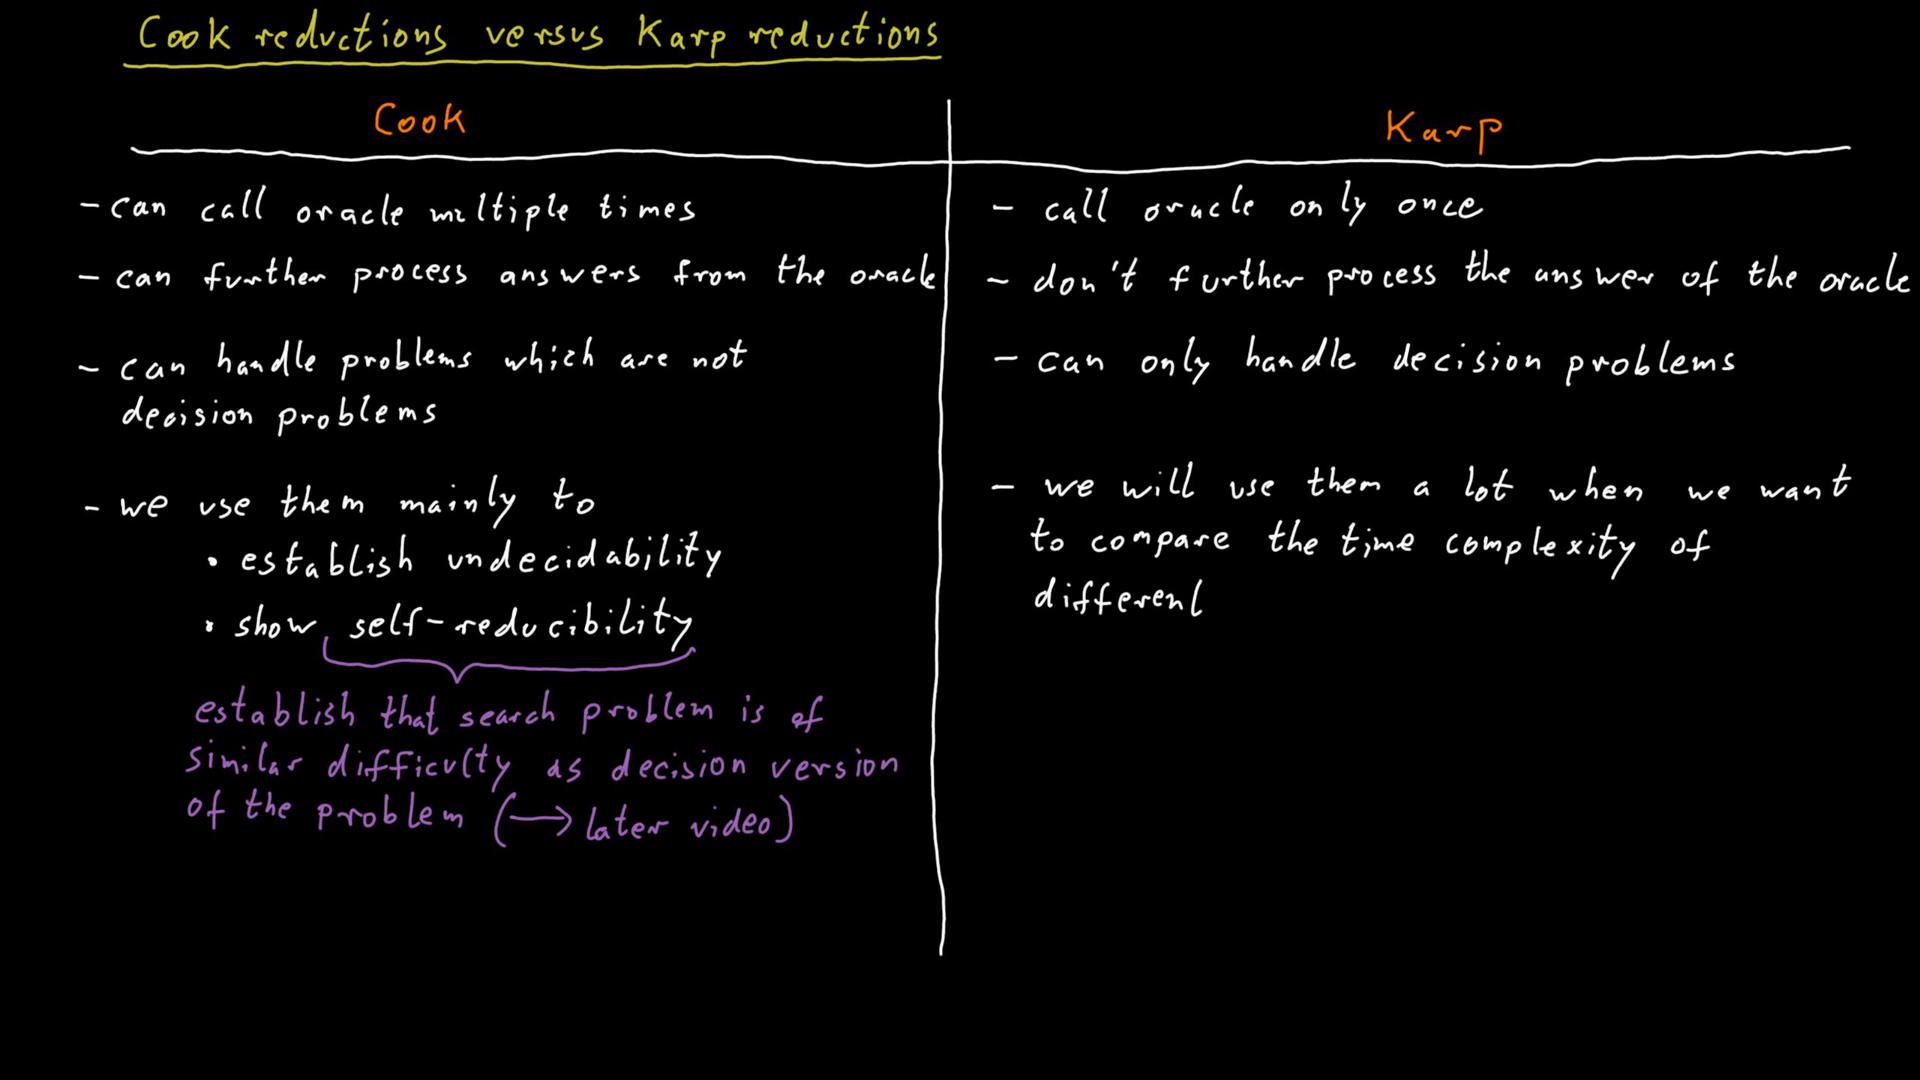 Cook reductions versus Karp reductions
Cook
- can call oracle multiple times
- can further process answers from the oracle
- can handle problems which are not
decision problems
- we use them mainly to
• establish undecidability
• show self-reducibility
establish that search problem is of
similar difficulty as decision version
of the problem (→ later video)
Karp
- call oracle only once
- don't further process the answer of the oracle
- can only handle decision problems
- we will use them a lot when we want
to compare the time complexity of
different